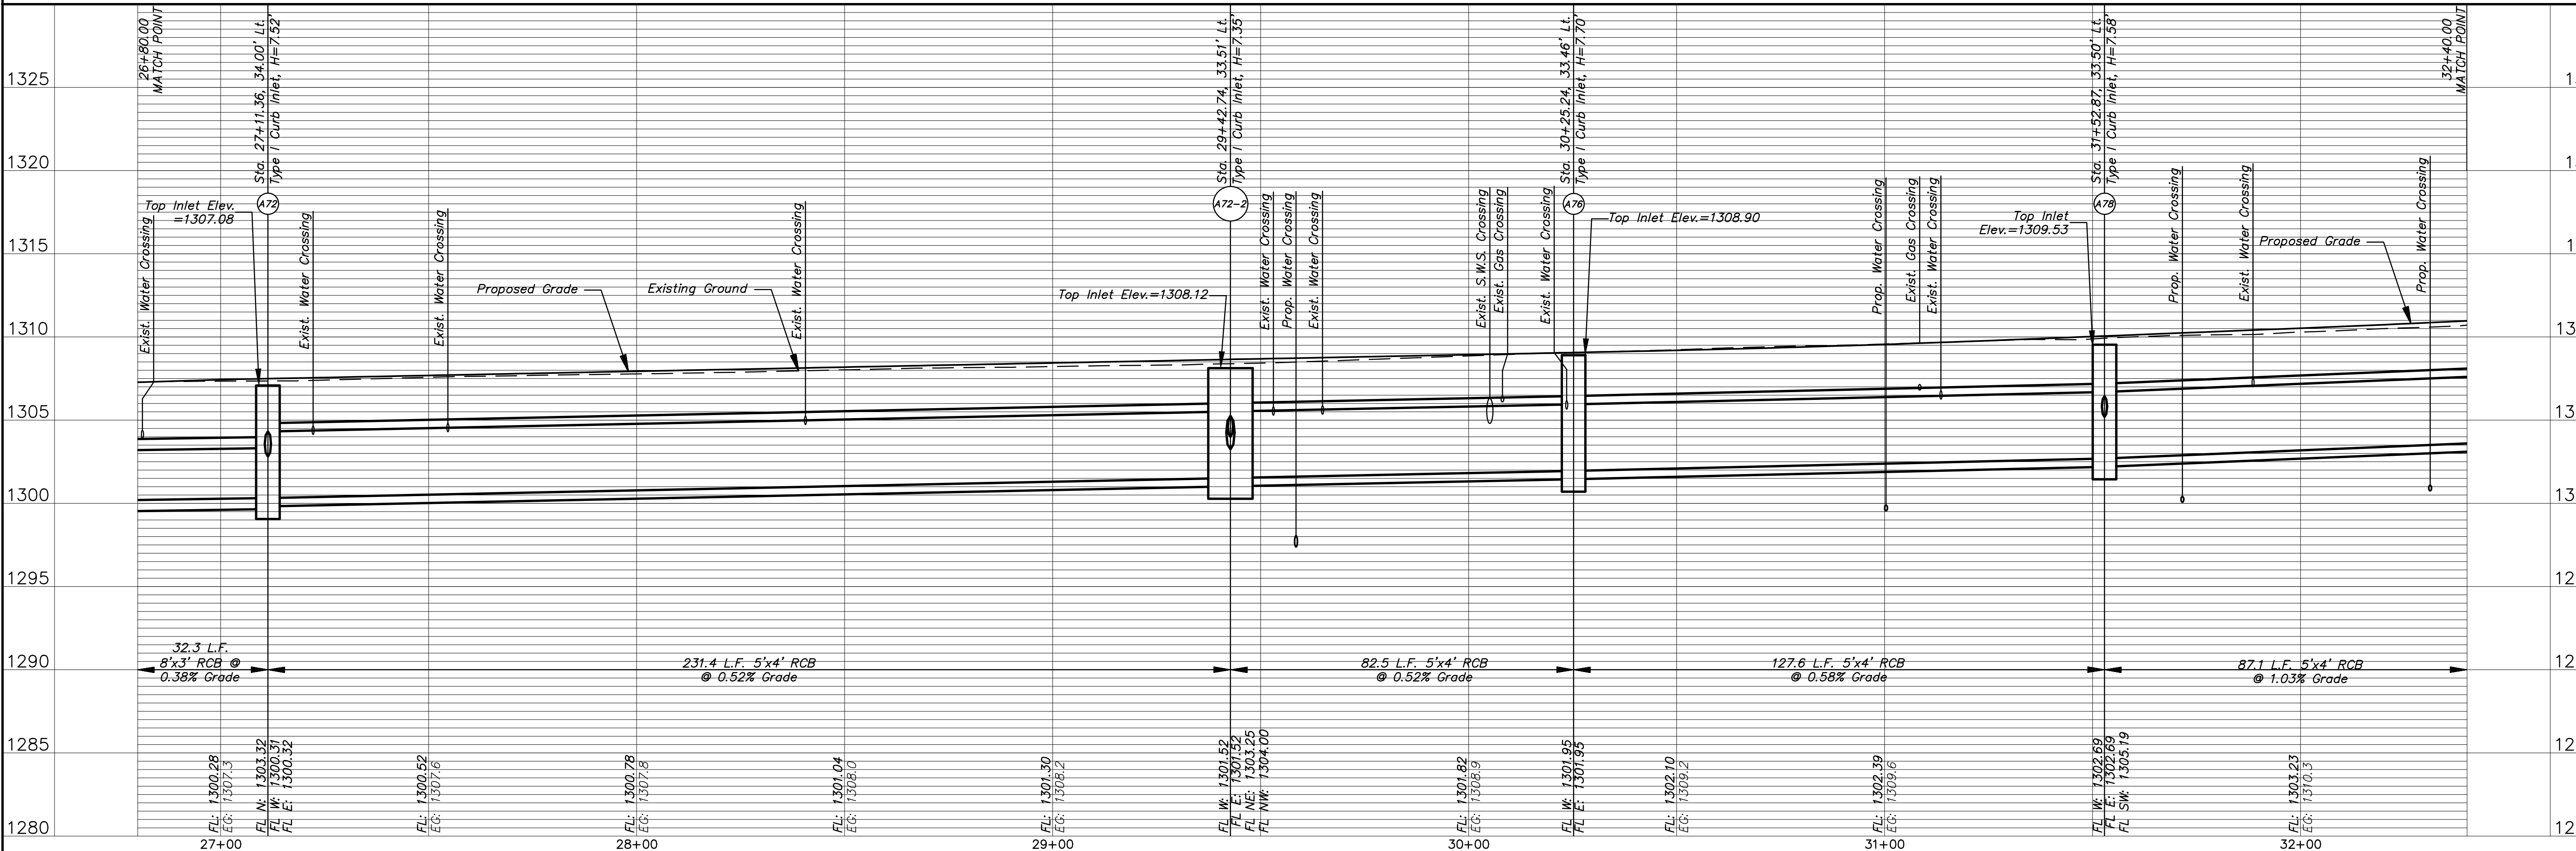 26+80.00
MATCH POINT
Sta. 27+11.36, 34.00' Lt.
Type I Curb Inlet, H=7.52'
Sta. 29+42.74, 33.51' Lt.
Type I Curb Inlet, H=7.35'
Sta. 30+25.24, 33.46' Lt.
Type I Curb Inlet, H=7.70'
Sta. 31+52.87, 33.50' Lt.
Type I Curb Inlet, H=7.58'
32+40.00
MATCH POINT
1325
1320
1315
1310
1305
1300
1295
1290
1285
1280
A72
A72-2
A76
A78
Top Inlet Elev.
=1307.08
Exist. Water Crossing
Exist. Water Crossing
Exist. Water Crossing
Proposed Grade
Existing Ground
Exist. Water Crossing
Top Inlet Elev.=1308.12
Exist. Water Crossing
Prop. Water Crossing
Exist. Water Crossing
Exist. S.W.S. Crossing
Exist. Gas Crossing
Exist. Water Crossing
Top Inlet Elev.=1308.90
Prop. Water Crossing
Exist. Gas Crossing
Exist. Water Crossing
Top Inlet
Elev.=1309.53
Prop. Water Crossing
Exist. Water Crossing
Proposed Grade
Prop. Water Crossing
32.3 L.F.
8'x3' RCB @
0.38% Grade
231.4 L.F. 5'x4' RCB
@ 0.52% Grade
82.5 L.F. 5'x4' RCB
@ 0.52% Grade
127.6 L.F. 5'x4' RCB
@ 0.58% Grade
87.1 L.F. 5'x4' RCB
@ 1.03% Grade
FL: 1300.28
EG: 1307.3
FL N: 1303.32
FL W: 1300.31
FL E: 1300.32
FL: 1300.52
EG: 1307.6
FL: 1300.78
EG: 1307.8
FL: 1301.04
EG: 1308.0
FL: 1301.30
EG: 1308.2
FL W: 1301.52
FL E: 1301.52
FL NE: 1303.25
FL NW: 1304.00
FL: 1301.82
EG: 1308.9
FL W: 1301.95
FL E: 1301.95
FL: 1302.10
EG: 1309.2
FL: 1302.39
EG: 1309.6
FL W: 1302.69
FL E: 1302.69
FL SW: 1305.19
FL: 1303.23
EG: 1310.3
27+00
28+00
29+00
30+00
31+00
32+00